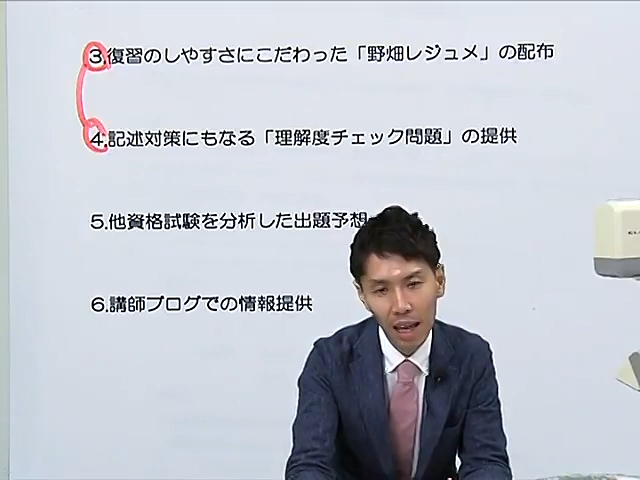 3.復習のしやすさにこだわった「野畑レジュメ」の配布
4.記述対策にもなる「理解度チェック問題」の提供
5.他資格試験を分析した出題予想
6.講師ブログでの情報提供